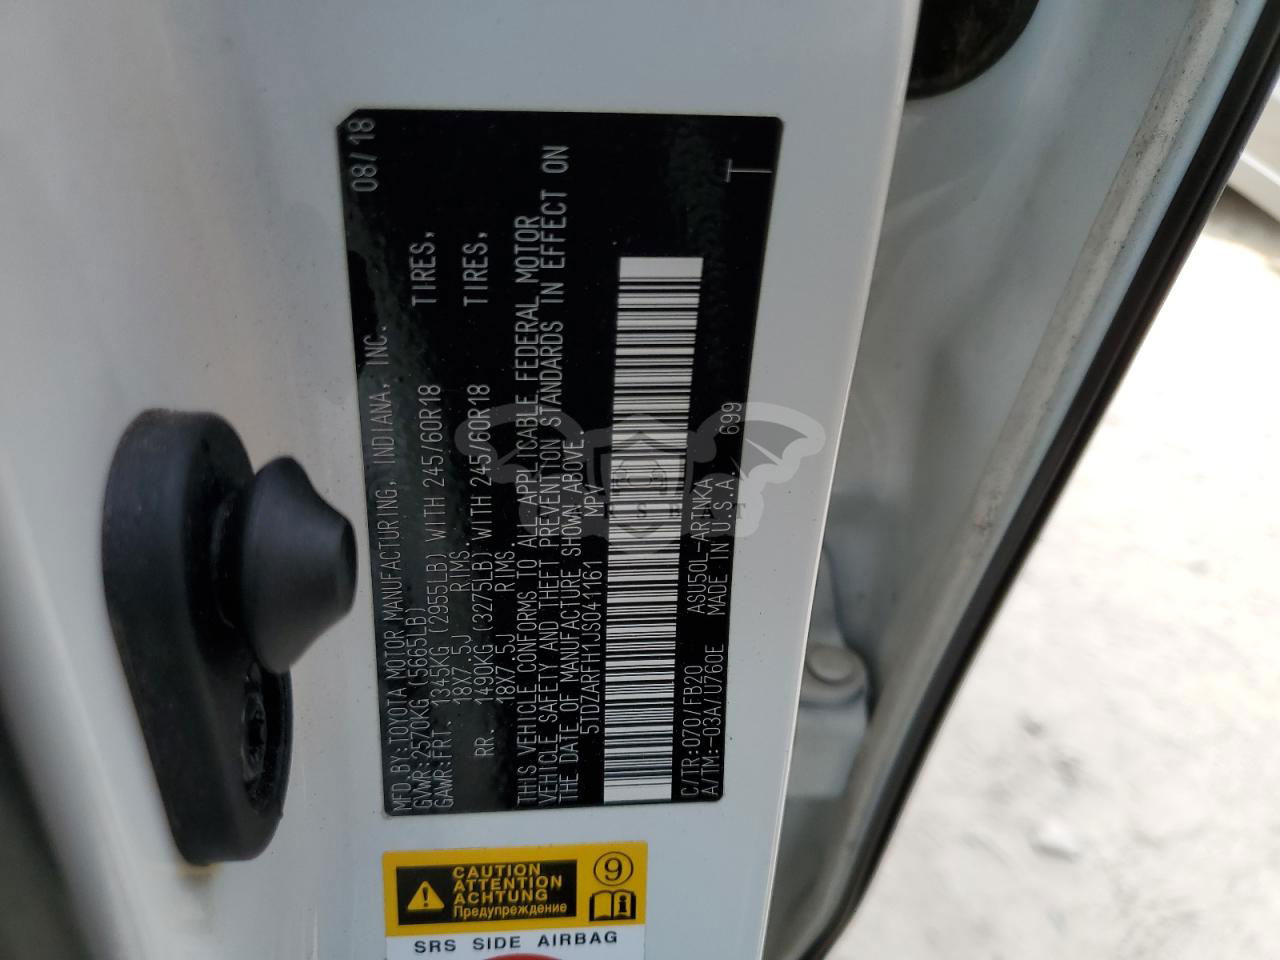 MFD.BY:TOYOTA MOTOR MANUFACTURING, INDIANA, INC. 08/18
GVWR:2570KG (5665LB)
GAWR:FRT. 1345KG (2955LB) WITH 245/60R18 TIRES,
18X7.5J RIMS.
RR. 1490KG (3275LB) WITH 245/60R18 TIRES,
18X7.5J RIMS.
THIS VEHICLE CONFORMS TO ALL APPLICABLE FEDERAL MOTOR
VEHICLE SAFETY AND THEFT PREVENTION STANDARDS IN EFFECT ON
THE DATE OF MANUFACTURE SHOWN ABOVE.
5TDZARFH1JS041161 MPV
C/TR:070/FB20 ASU50L-ARTNKA 699
A/TM:-03A/U760E MADE IN U.S.A.
T
CAUTION
ATTENTION
ACHTUNG
Предупреждение
9
SRS SIDE AIRBAG